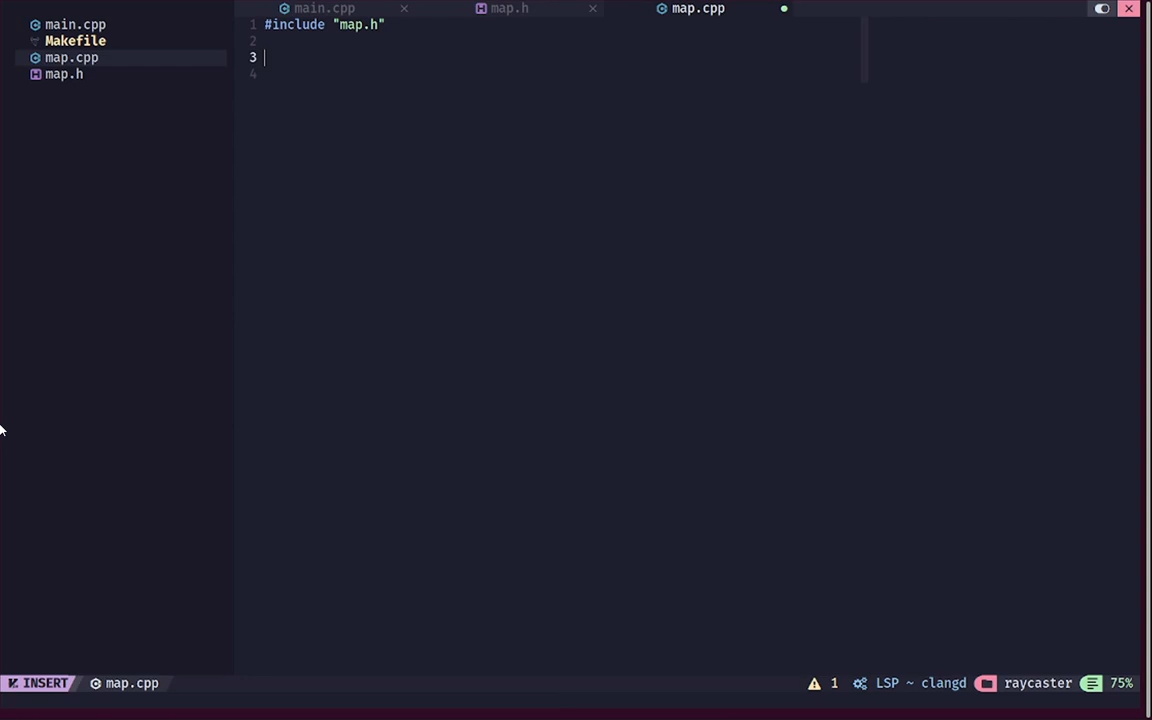 main.cpp
Makefile
map.cpp
map.h
main.cpp
map.h
map.cpp
1 #include "map.h"
2
3
4
INSERT map.cpp
1 LSP ~ clangd raycaster 75%